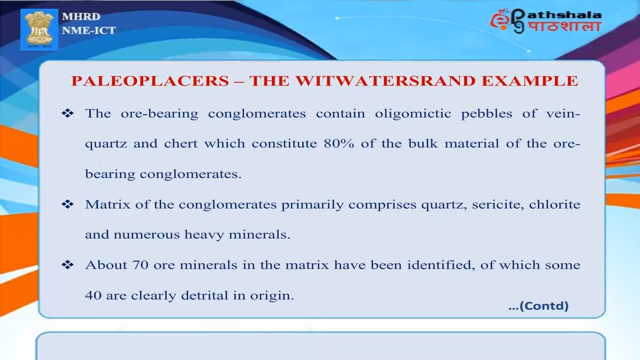 MHRD
NME-ICT
Pathshala
पाठशाला
PALEOPLACERS – THE WITWATERSRAND EXAMPLE
❖ The ore-bearing conglomerates contain oligomictic pebbles of vein-
quartz and chert which constitute 80% of the bulk material of the ore-
bearing conglomerates.
❖ Matrix of the conglomerates primarily comprises quartz, sericite, chlorite
and numerous heavy minerals.
❖ About 70 ore minerals in the matrix have been identified, of which some
40 are clearly detrital in origin.
...(Contd)